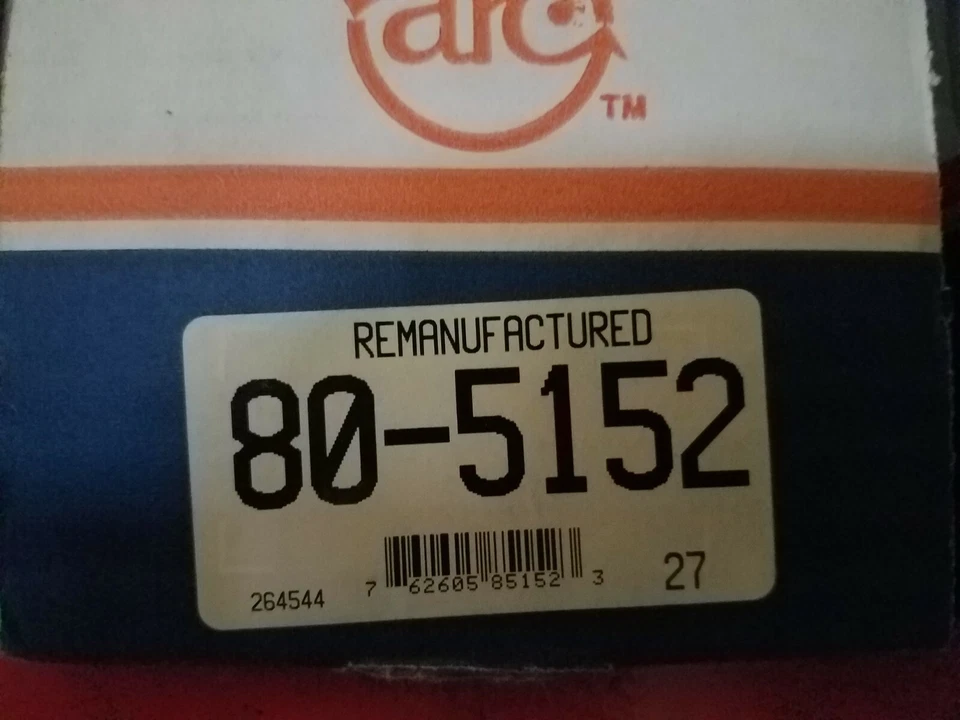 arc
TM
REMANUFACTURED
80-5152
264544
7 62605 85152 3
27